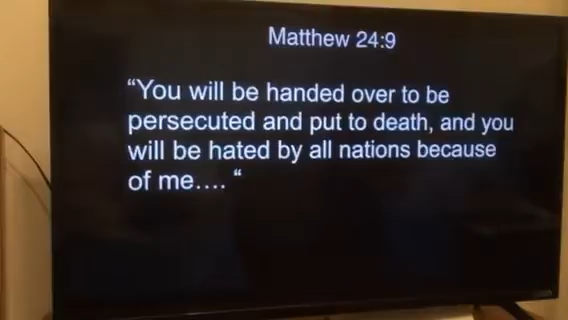 Matthew 24:9
“You will be handed over to be
persecuted and put to death, and you
will be hated by all nations because
of me…. “